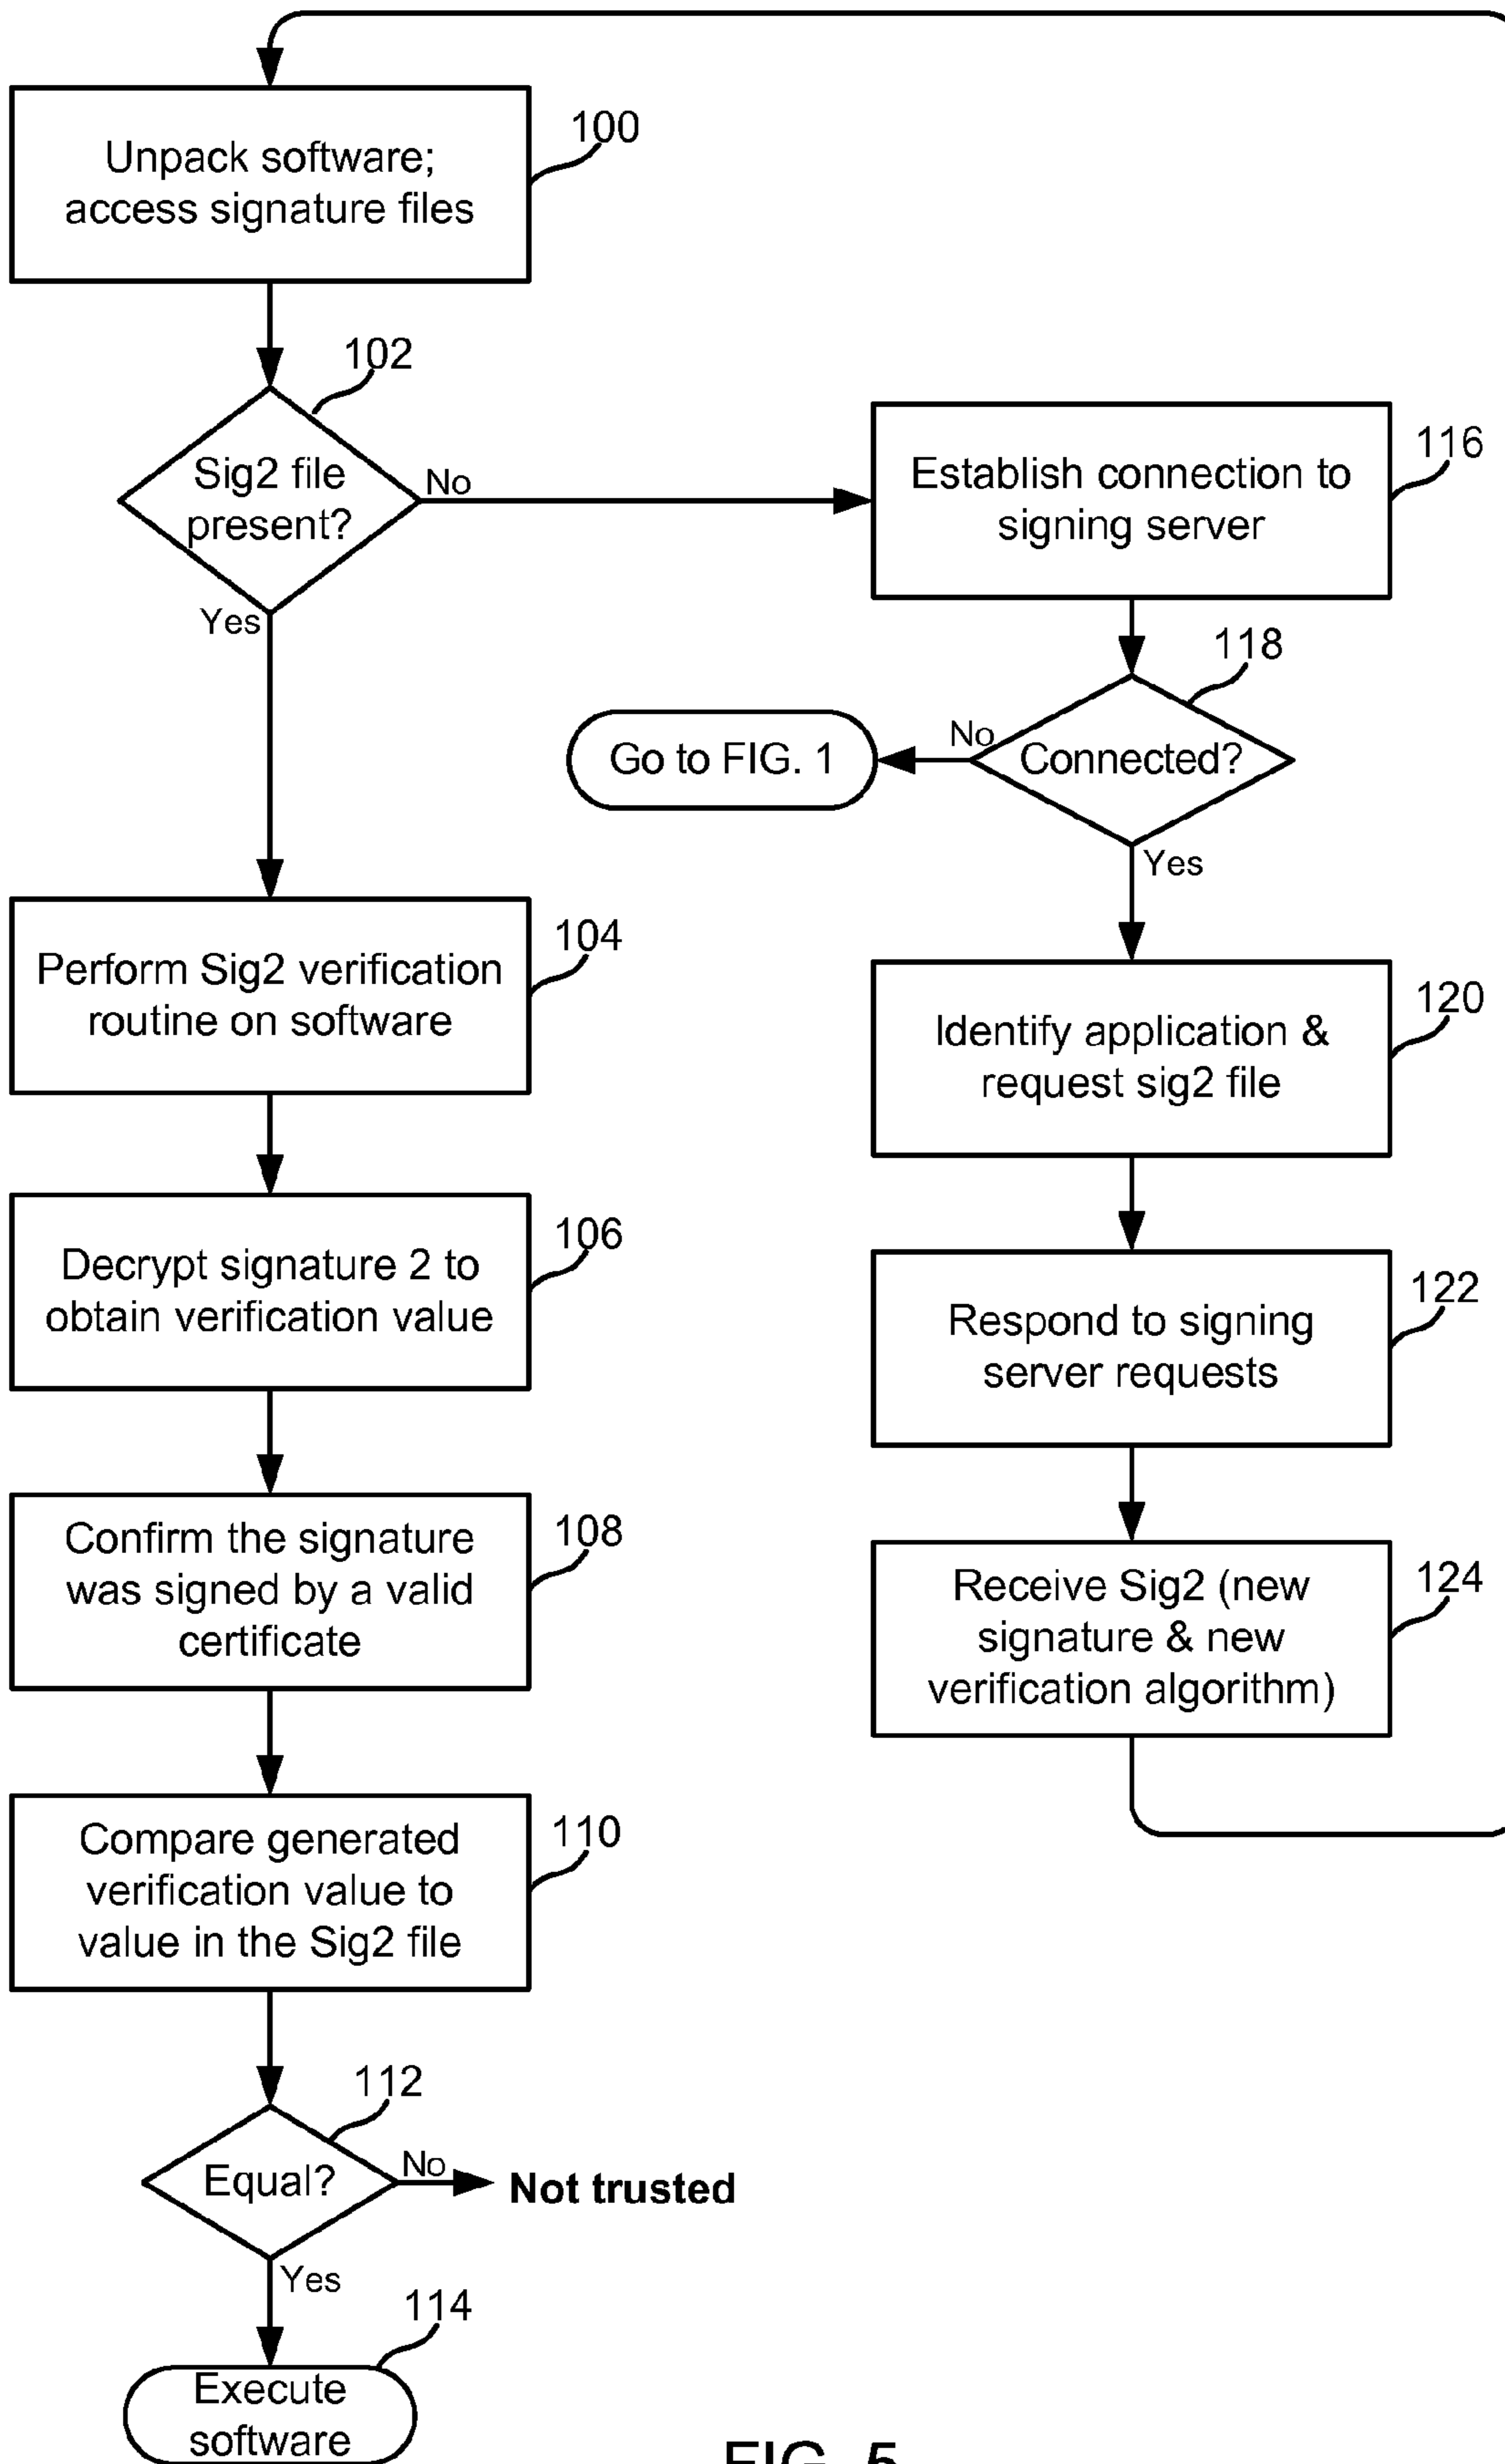 Unpack software;
access signature files
100
102
Sig2 file
present?
No
Yes
Perform Sig2 verification
routine on software
104
Decrypt signature 2 to
obtain verification value
106
Confirm the signature
was signed by a valid
certificate
108
Compare generated
verification value to
value in the Sig2 file
110
112
Equal?
No
Not trusted
Yes
114
Execute
software
Establish connection to
signing server
116
118
Connected?
No
Go to FIG. 1
Yes
Identify application &
request sig2 file
120
Respond to signing
server requests
122
Receive Sig2 (new
signature & new
verification algorithm)
124
FIG. 5